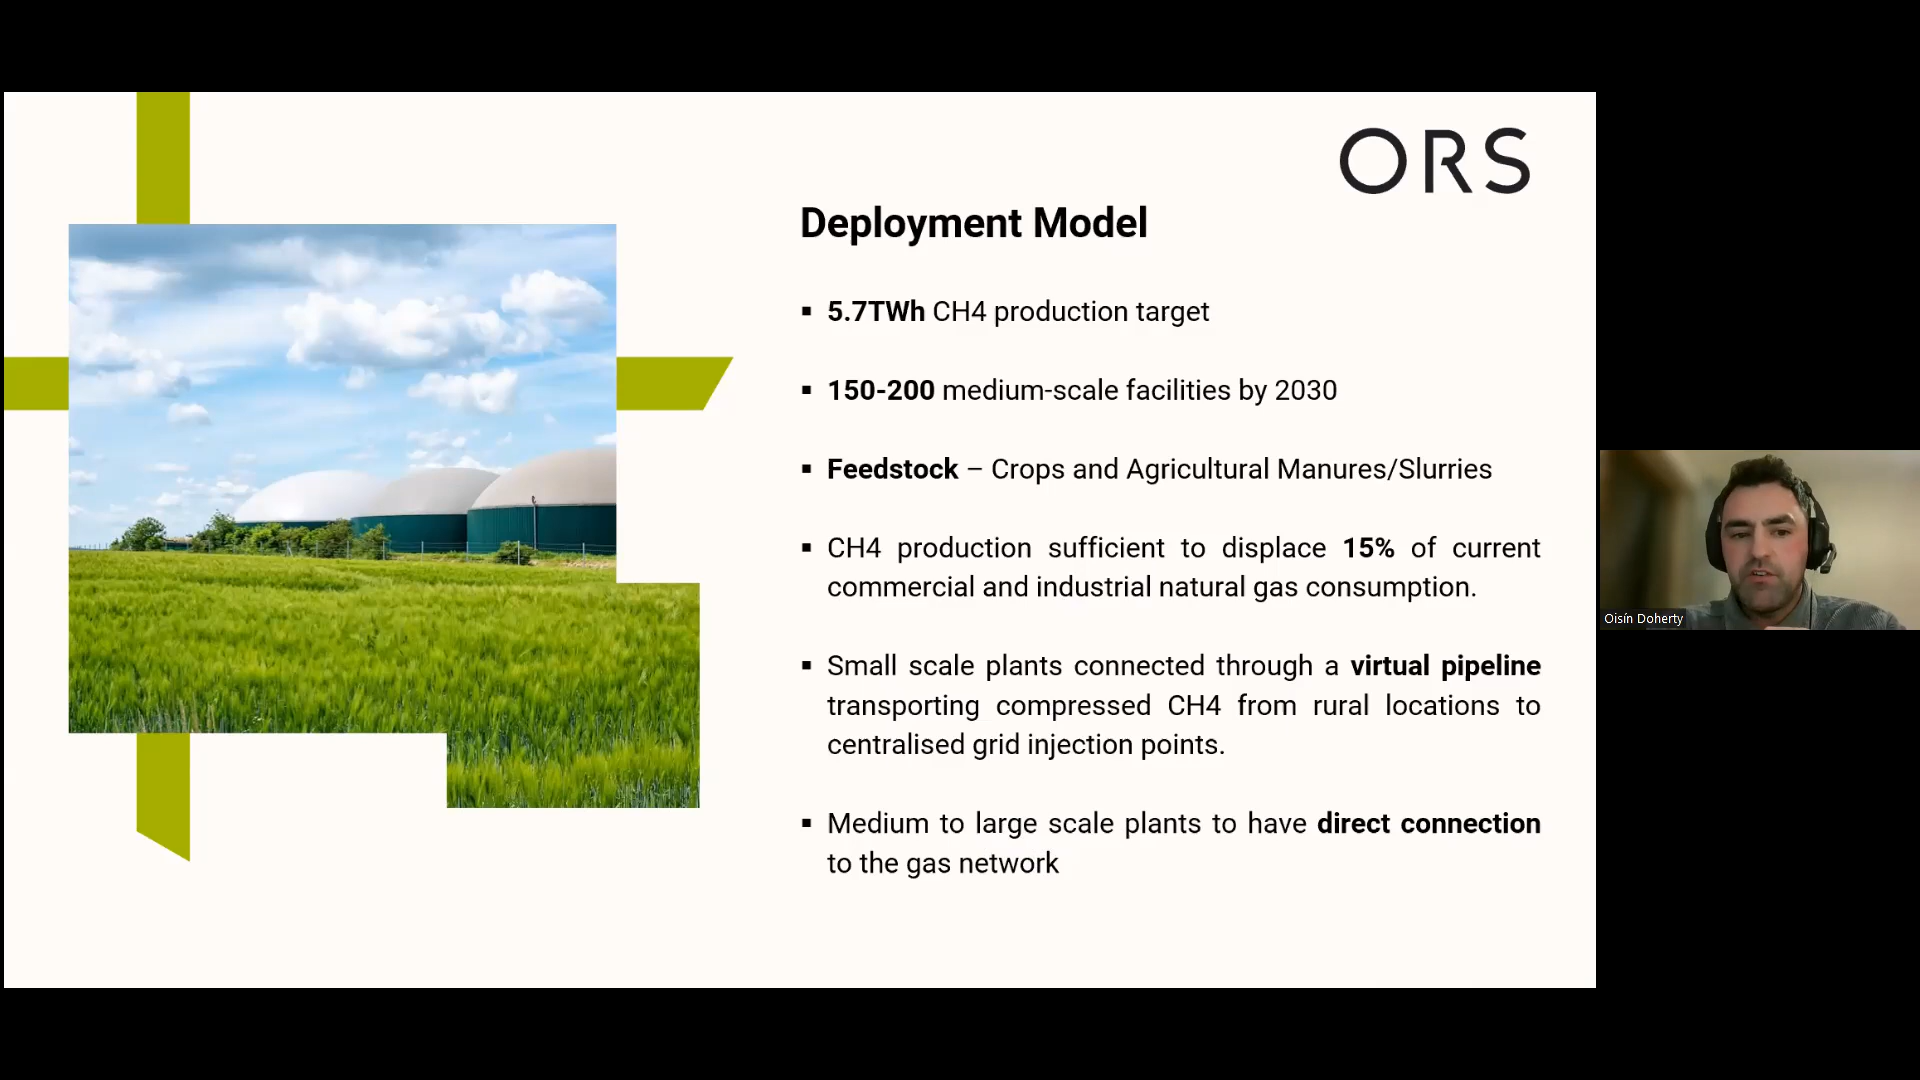 ORS
Deployment Model
▪ 5.7TWh CH4 production target
▪ 150-200 medium-scale facilities by 2030
▪ Feedstock – Crops and Agricultural Manures/Slurries
▪ CH4 production sufficient to displace 15% of current
commercial and industrial natural gas consumption.
▪ Small scale plants connected through a virtual pipeline
transporting compressed CH4 from rural locations to
centralised grid injection points.
▪ Medium to large scale plants to have direct connection
to the gas network
Oisín Doherty